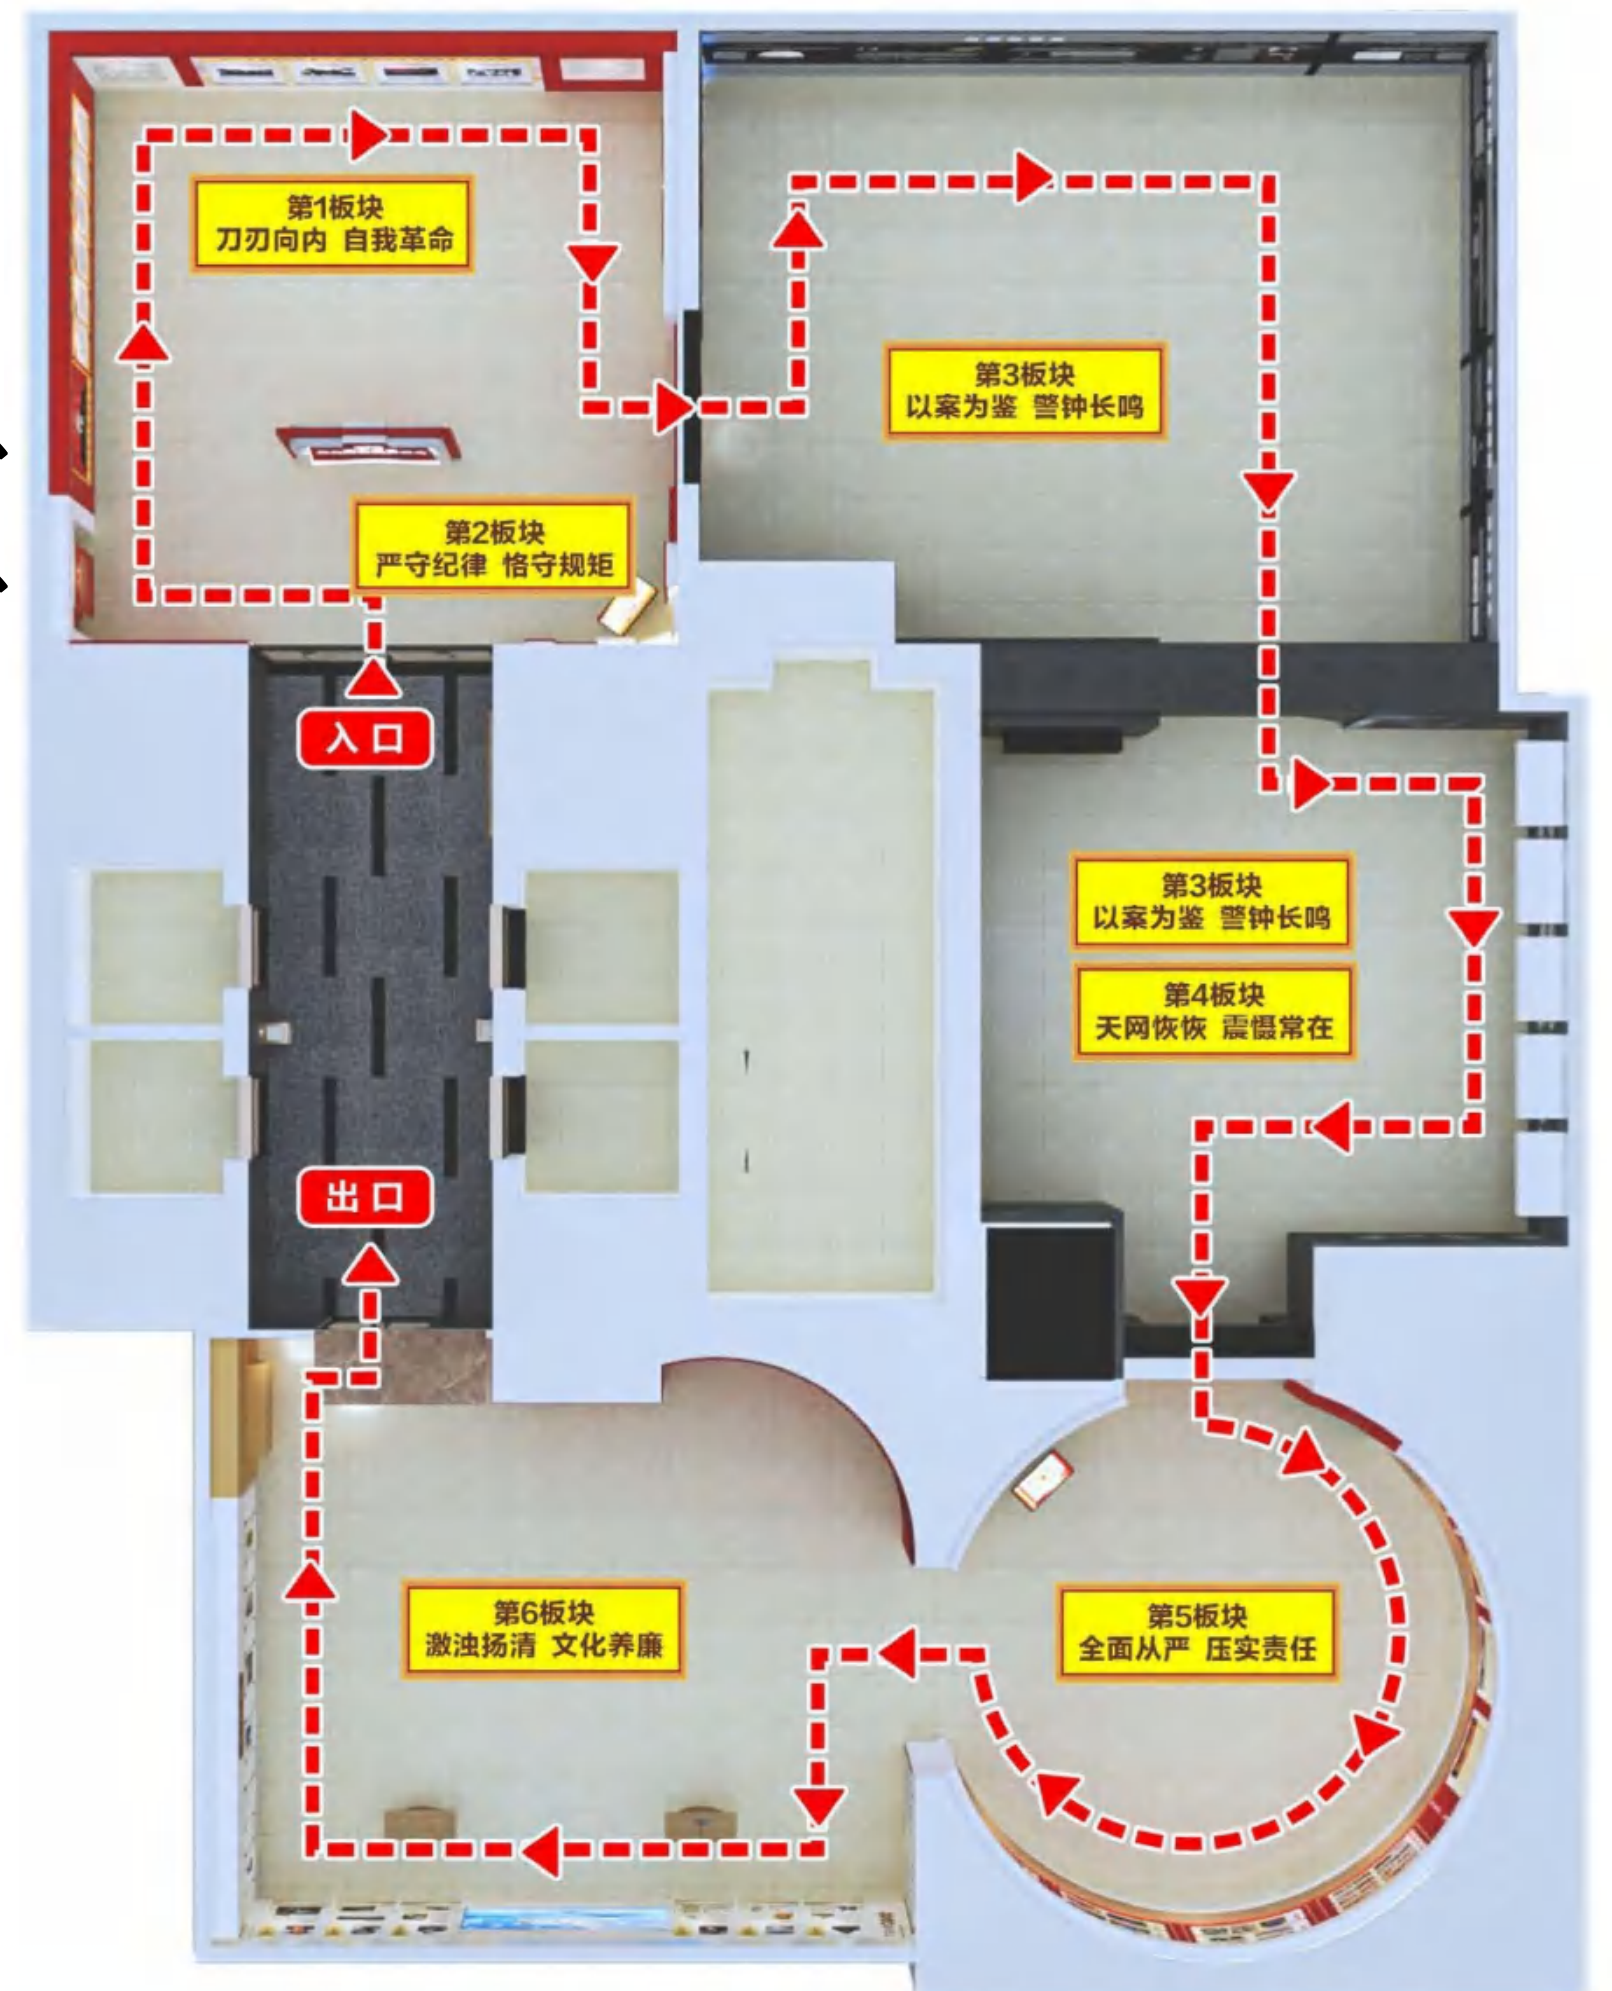 第1板块
刀刃向内 自我革命
第2板块
严守纪律 恪守规矩
入口
第3板块
以案为鉴 警钟长鸣
第3板块
以案为鉴 警钟长鸣
第4板块
天网恢恢 震慑常在
出口
第5板块
全面从严 压实责任
第6板块
激浊扬清 文化养廉